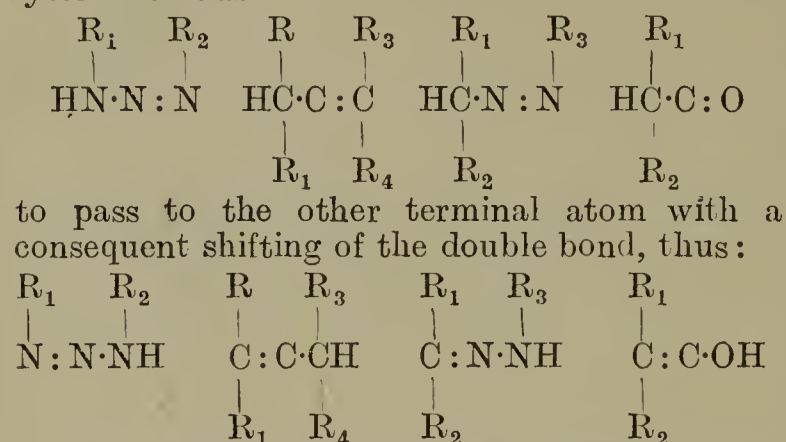 R₁ R₂ R R₃ R₁ R₃ R₁
HN·N:N HC·C:C HC·N:N HC·C:O
R₁ R₄ R₂ R₂
to pass to the other terminal atom with a
consequent shifting of the double bond, thus:
R₁ R₂ R R₃ R₁ R₃ R₁
N:N·NH C:C·CH C:N·NH C:C·OH
R₁ R₄ R₂ R₂